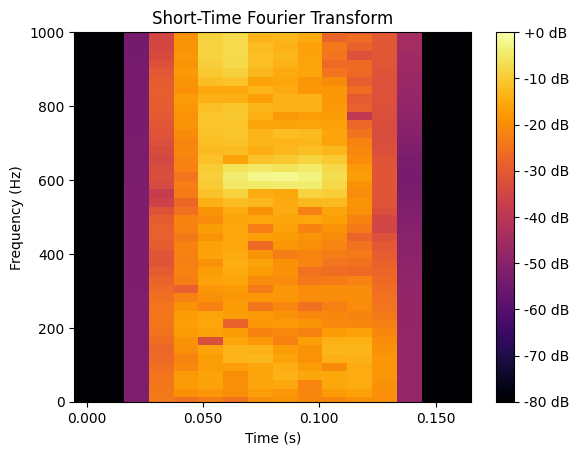 Short-Time Fourier Transform
1000
800
600
400
200
0
Frequency (Hz)
0.000
0.050
0.100
0.150
Time (s)
+0 dB
-10 dB
-20 dB
-30 dB
-40 dB
-50 dB
-60 dB
-70 dB
-80 dB